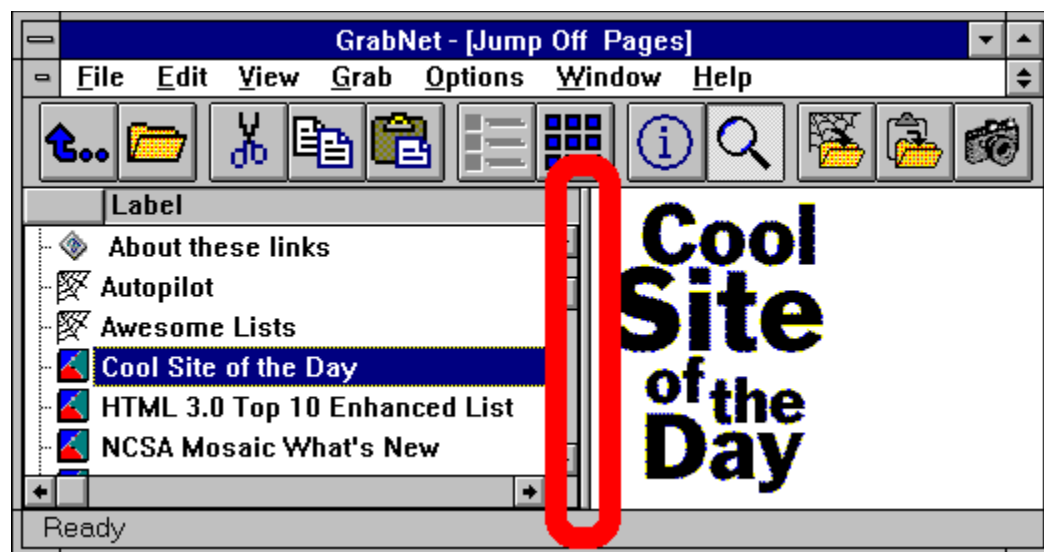 GrabNet - [Jump Off Pages]
File Edit View Grab Options Window Help
Label
About these links
Autopilot
Awesome Lists
Cool Site of the Day
HTML 3.0 Top 10 Enhanced List
NCSA Mosaic What's New
Cool
Site
of the
Day
Ready